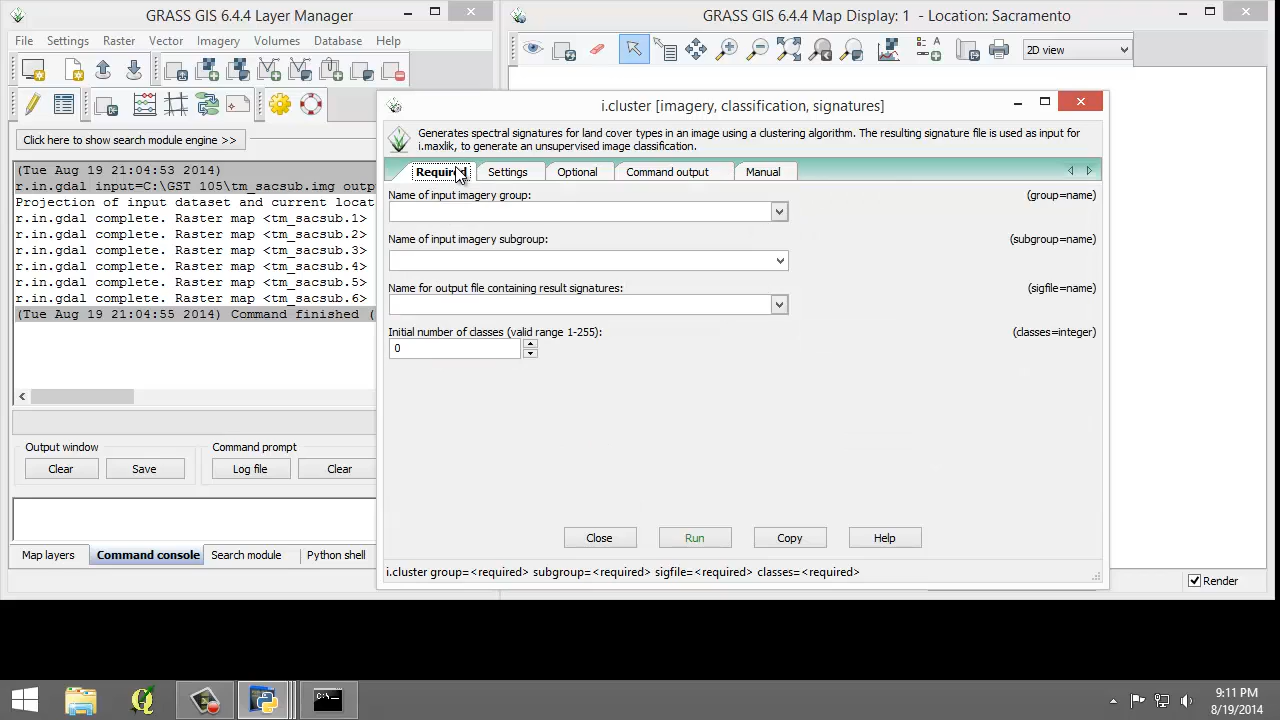 GRASS GIS 6.4.4 Layer Manager
GRASS GIS 6.4.4 Map Display: 1 - Location: Sacramento
File Settings Raster Vector Imagery Volumes Database Help
2D view
i.cluster [imagery, classification, signatures]
Click here to show search module engine >>
Generates spectral signatures for land cover types in an image using a clustering algorithm. The resulting signature file is used as input for
i.maxlik, to generate an unsupervised image classification.
(Tue Aug 19 21:04:53 2014)
r.in.gdal input=C:\GST 105\tm_sacsub.img outp
Projection of input dataset and current locat
r.in.gdal complete. Raster map <tm_sacsub.1>
r.in.gdal complete. Raster map <tm_sacsub.2>
r.in.gdal complete. Raster map <tm_sacsub.3>
r.in.gdal complete. Raster map <tm_sacsub.4>
r.in.gdal complete. Raster map <tm_sacsub.5>
r.in.gdal complete. Raster map <tm_sacsub.6>
(Tue Aug 19 21:04:55 2014) Command finished (
Required Settings Optional Command output Manual
Name of input imagery group: (group=name)
Name of input imagery subgroup: (subgroup=name)
Name for output file containing result signatures: (sigfile=name)
Initial number of classes (valid range 1-255): (classes=integer)
0
Output window Command prompt
Clear Save Log file Clear
Close Run Copy Help
Map layers Command console Search module Python shell
i.cluster group=<required> subgroup=<required> sigfile=<required> classes=<required>
Render
9:11 PM
8/19/2014